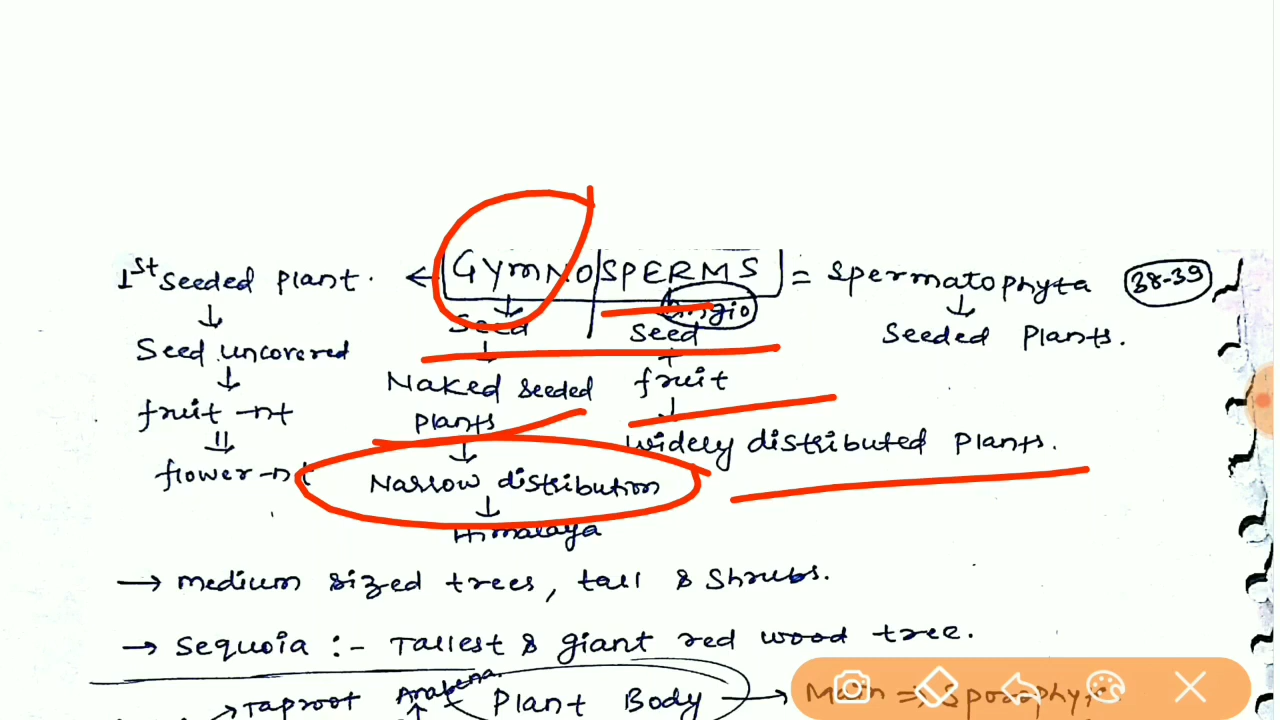 1st seeded plant. ← GYMNO|SPERMS = Spermatophyta 38-39
↓ ↓ Angio ↓
Seed uncovered Seed Seed Seeded Plants.
↓ ↓ +
fruit -nt Naked seeded fruit
⇓ plants ↓
flower-nt ↓ Widely distributed Plants.
Narrow distribution
↓
Himalaya
→ medium sized trees, tall & Shrubs.
→ Sequoia :- Tallest & giant red wood tree.
→ Taproot Anabena Plant Body → Main ⇒ Sporophytic